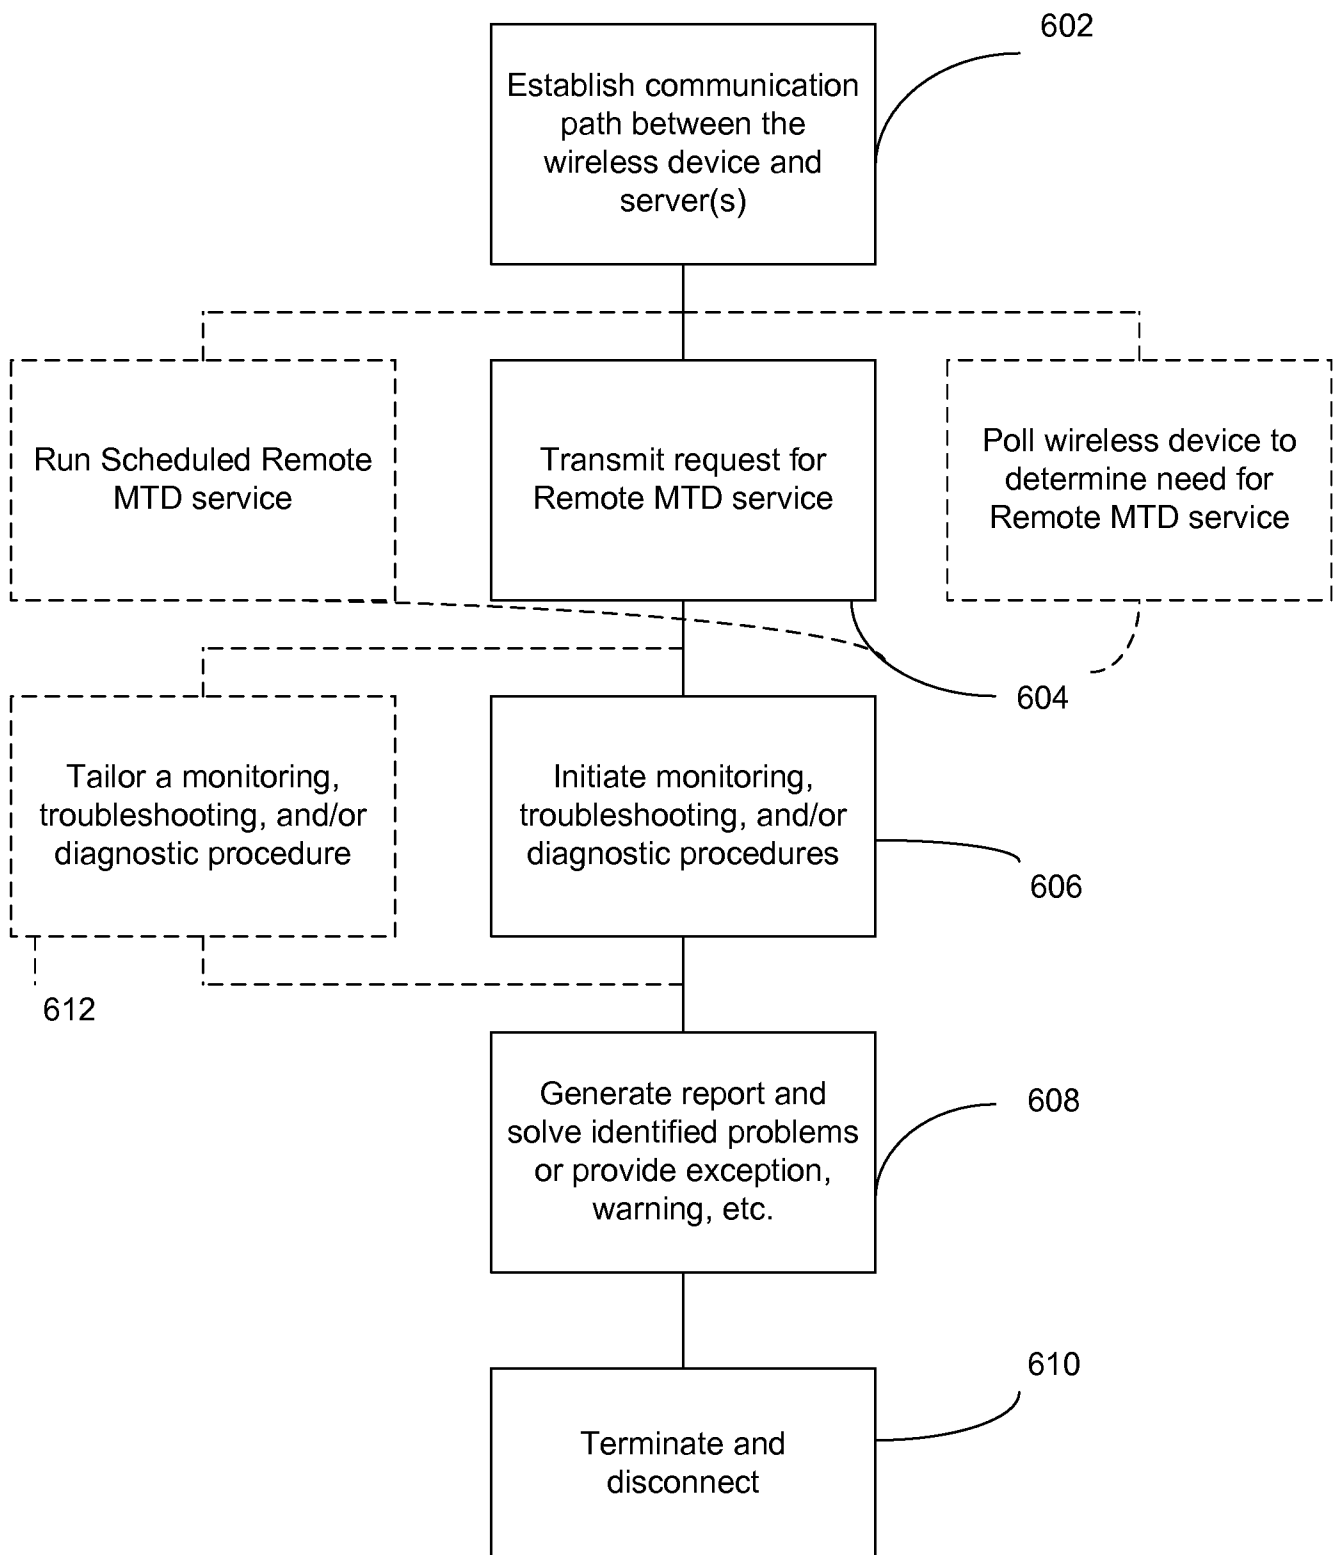 602
Establish communication
path between the
wireless device and
server(s)
Run Scheduled Remote
MTD service
Transmit request for
Remote MTD service
Poll wireless device to
determine need for
Remote MTD service
604
Tailor a monitoring,
troubleshooting, and/or
diagnostic procedure
Initiate monitoring,
troubleshooting, and/or
diagnostic procedures
606
612
Generate report and
solve identified problems
or provide exception,
warning, etc.
608
610
Terminate and
disconnect